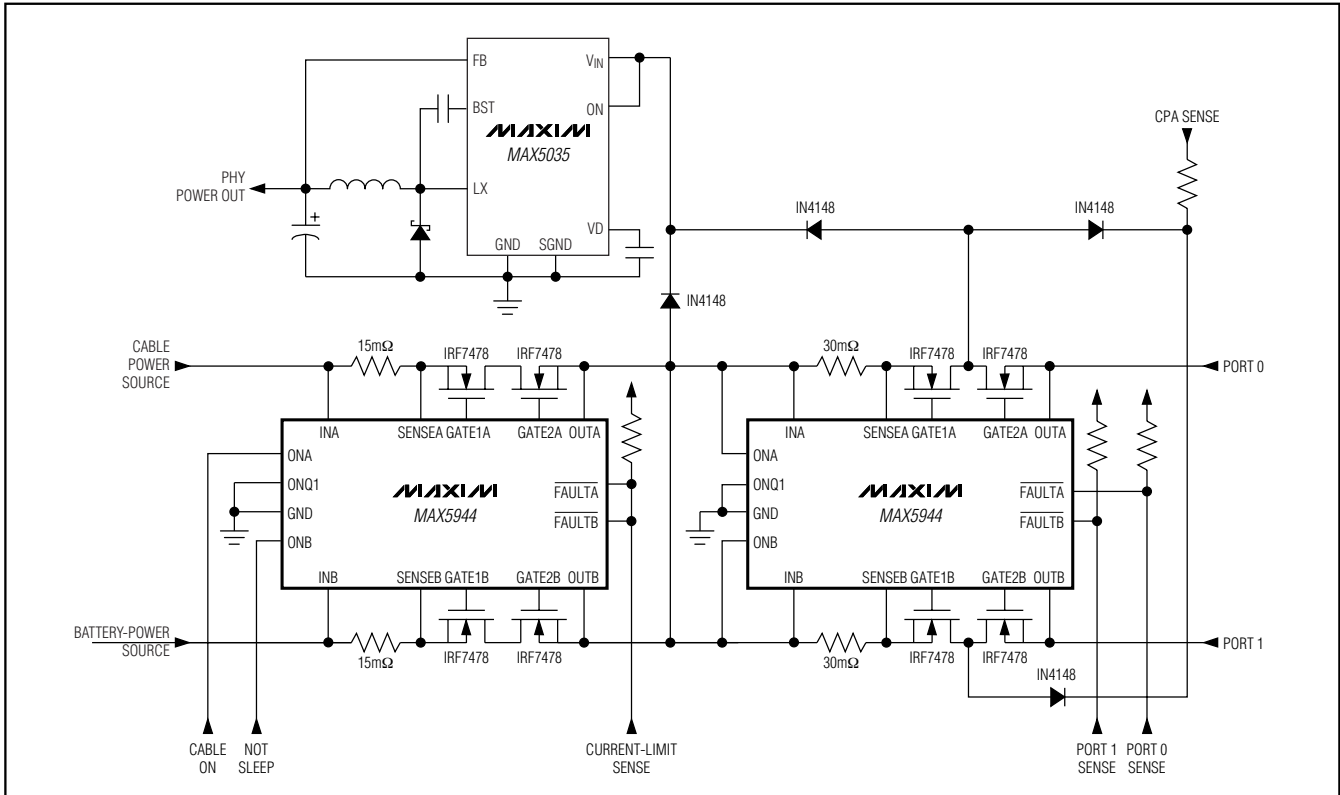 FB
VIN
BST
ON
MAXIM
MAX5035
CPA SENSE
PHY
POWER OUT
LX
+
IN4148
IN4148
VD
GND SGND
IN4148
CABLE
POWER
SOURCE
15mΩ
IRF7478
IRF7478
30mΩ
IRF7478
IRF7478
PORT 0
INA
SENSEA GATE1A
GATE2A OUTA
ONA
ONQ1
GND
ONB
MAXIM
MAX5944
FAULTA
FAULTB
INB
SENSEB GATE1B
GATE2B OUTB
INA
SENSEA GATE1A
GATE2A OUTA
ONA
ONQ1
GND
ONB
MAXIM
MAX5944
FAULTA
FAULTB
INB
SENSEB GATE1B
GATE2B OUTB
BATTERY-POWER
SOURCE
15mΩ
IRF7478
IRF7478
30mΩ
IRF7478
IRF7478
PORT 1
IN4148
CABLE
ON
NOT
SLEEP
CURRENT-LIMIT
SENSE
PORT 1
SENSE
PORT 0
SENSE